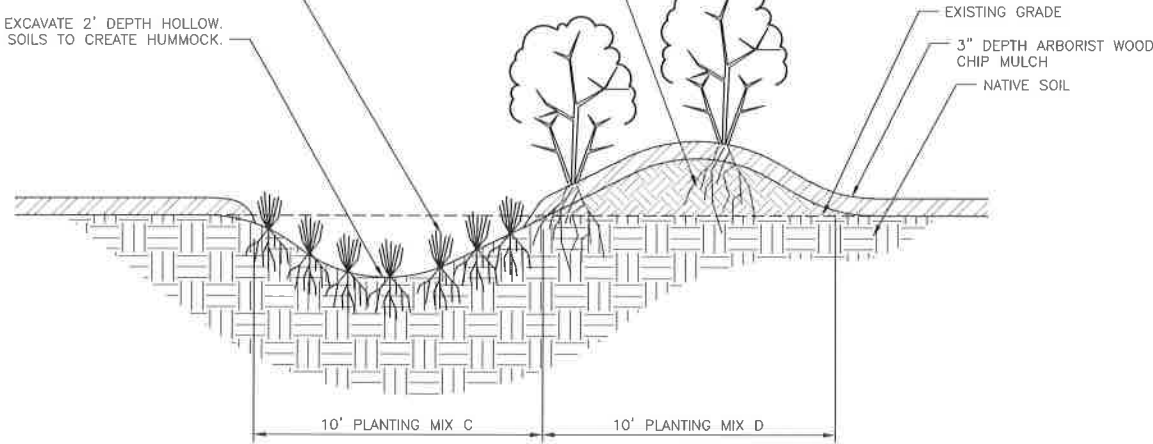 EXCAVATE 2' DEPTH HOLLOW.
SOILS TO CREATE HUMMOCK.
EXISTING GRADE
3" DEPTH ARBORIST WOOD
CHIP MULCH
NATIVE SOIL
10' PLANTING MIX C
10' PLANTING MIX D